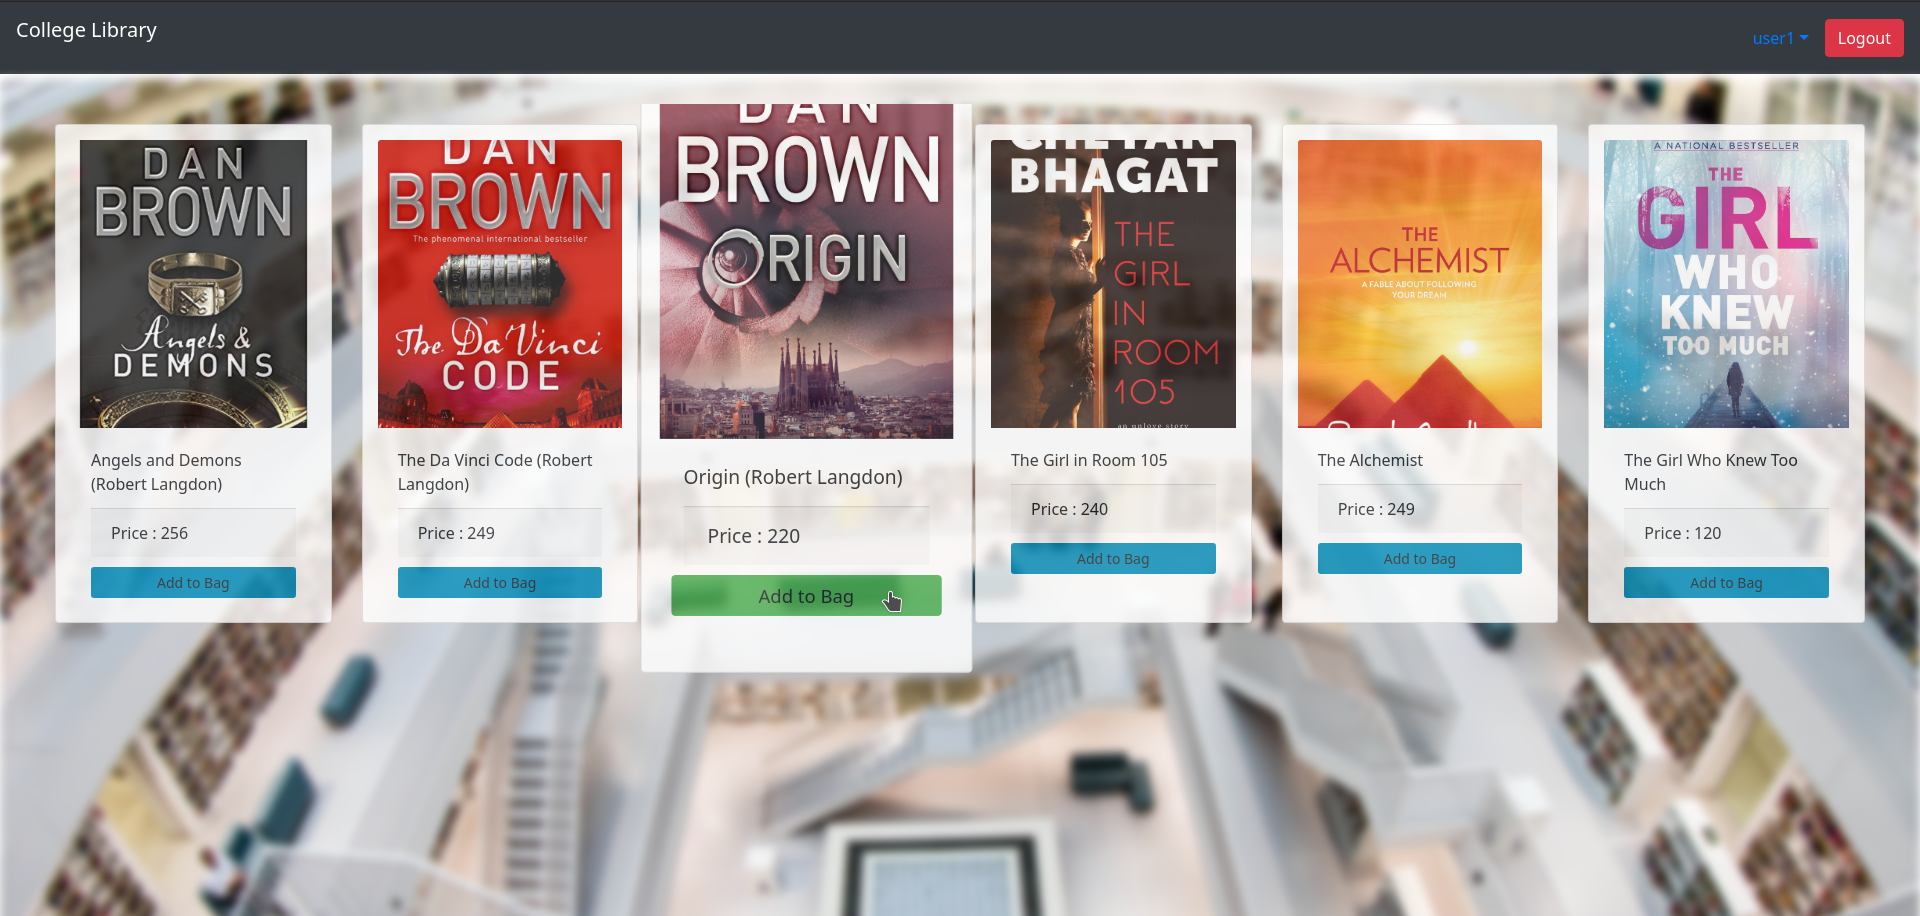 College Library
user1
Logout
DAN
BROWN
Angels &
DEMONS
Angels and Demons
(Robert Langdon)
Price : 256
Add to Bag
DAN
BROWN
The phenomenal international bestseller
The Da Vinci
CODE
The Da Vinci Code (Robert
Langdon)
Price : 249
Add to Bag
DAN
BROWN
ORIGIN
Origin (Robert Langdon)
Price : 220
Add to Bag
CHETAN
BHAGAT
THE
GIRL
IN
ROOM
105
an unlove story
The Girl in Room 105
Price : 240
Add to Bag
THE
ALCHEMIST
A FABLE ABOUT FOLLOWING
YOUR DREAM
The Alchemist
Price : 249
Add to Bag
A NATIONAL BESTSELLER
THE
GIRL
WHO
KNEW
TOO MUCH
The Girl Who Knew Too
Much
Price : 120
Add to Bag